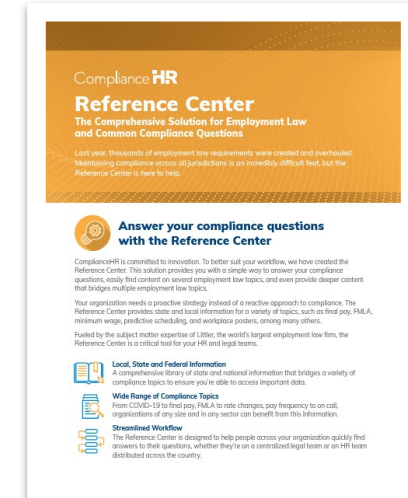 Compliance HR
Reference Center
The Comprehensive Solution for Employment Law
and Common Compliance Questions
Last year, thousands of employment law requirements were created and overhauled.
Maintaining compliance across all jurisdictions is an incredibly difficult feat, but the
Reference Center is here to help.
Answer your compliance questions
with the Reference Center
ComplianceHR is committed to innovation. To better suit your workflow, we have created the
Reference Center. This solution provides you with a simple way to answer your compliance
questions, easily find content on several employment law topics, and even provide deeper content
that bridges multiple employment law topics.
Your organization needs a proactive strategy instead of a reactive approach to compliance. The
Reference Center provides state and local information for a variety of topics, such as final pay, FMLA,
minimum wage, predictive scheduling, and workplace posters, among many others.
Fueled by the subject matter expertise of Littler, the world's largest employment law firm, the
Reference Center is a critical tool for your HR and legal teams.
Local, State and Federal Information
A comprehensive library of state and national information that bridges a variety of
compliance topics to ensure you're able to access important data.
Wide Range of Compliance Topics
From COVID-19 to final pay, FMLA to rate changes, pay frequency to on call,
organizations of any size and in any sector can benefit from this information.
Streamlined Workflow
The Reference Center is designed to help people across your organization quickly find
answers to their questions, whether they're on a centralized legal team or an HR team
distributed across the country.